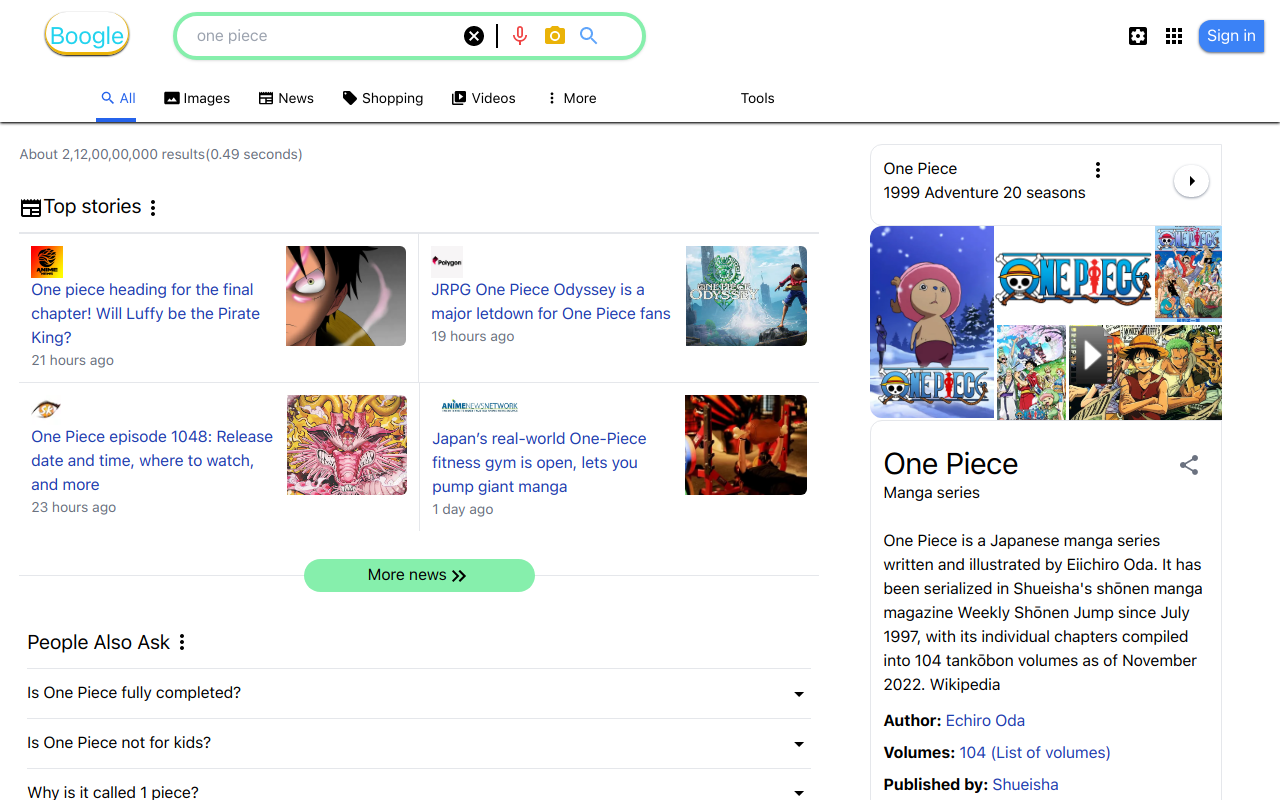 Boogle
one piece
Sign in
All
Images
News
Shopping
Videos
More
Tools
About 2,12,00,00,000 results(0.49 seconds)
Top stories
ANIME
NEWS
One piece heading for the final
chapter! Will Luffy be the Pirate
King?
21 hours ago
Polygon
JRPG One Piece Odyssey is a
major letdown for One Piece fans
19 hours ago
ONE PIECE
ODYSSEY
SK
One Piece episode 1048: Release
date and time, where to watch,
and more
23 hours ago
ANIMENEWSNETWORK
Japan’s real-world One-Piece
fitness gym is open, lets you
pump giant manga
1 day ago
More news
People Also Ask
Is One Piece fully completed?
Is One Piece not for kids?
Why is it called 1 piece?
One Piece
1999 Adventure 20 seasons
ONE PIECE
ONE PIECE
ONE PIECE
One Piece
Manga series
One Piece is a Japanese manga series
written and illustrated by Eiichiro Oda. It has
been serialized in Shueisha's shōnen manga
magazine Weekly Shōnen Jump since July
1997, with its individual chapters compiled
into 104 tankōbon volumes as of November
2022. Wikipedia
Author: Echiro Oda
Volumes: 104 (List of volumes)
Published by: Shueisha